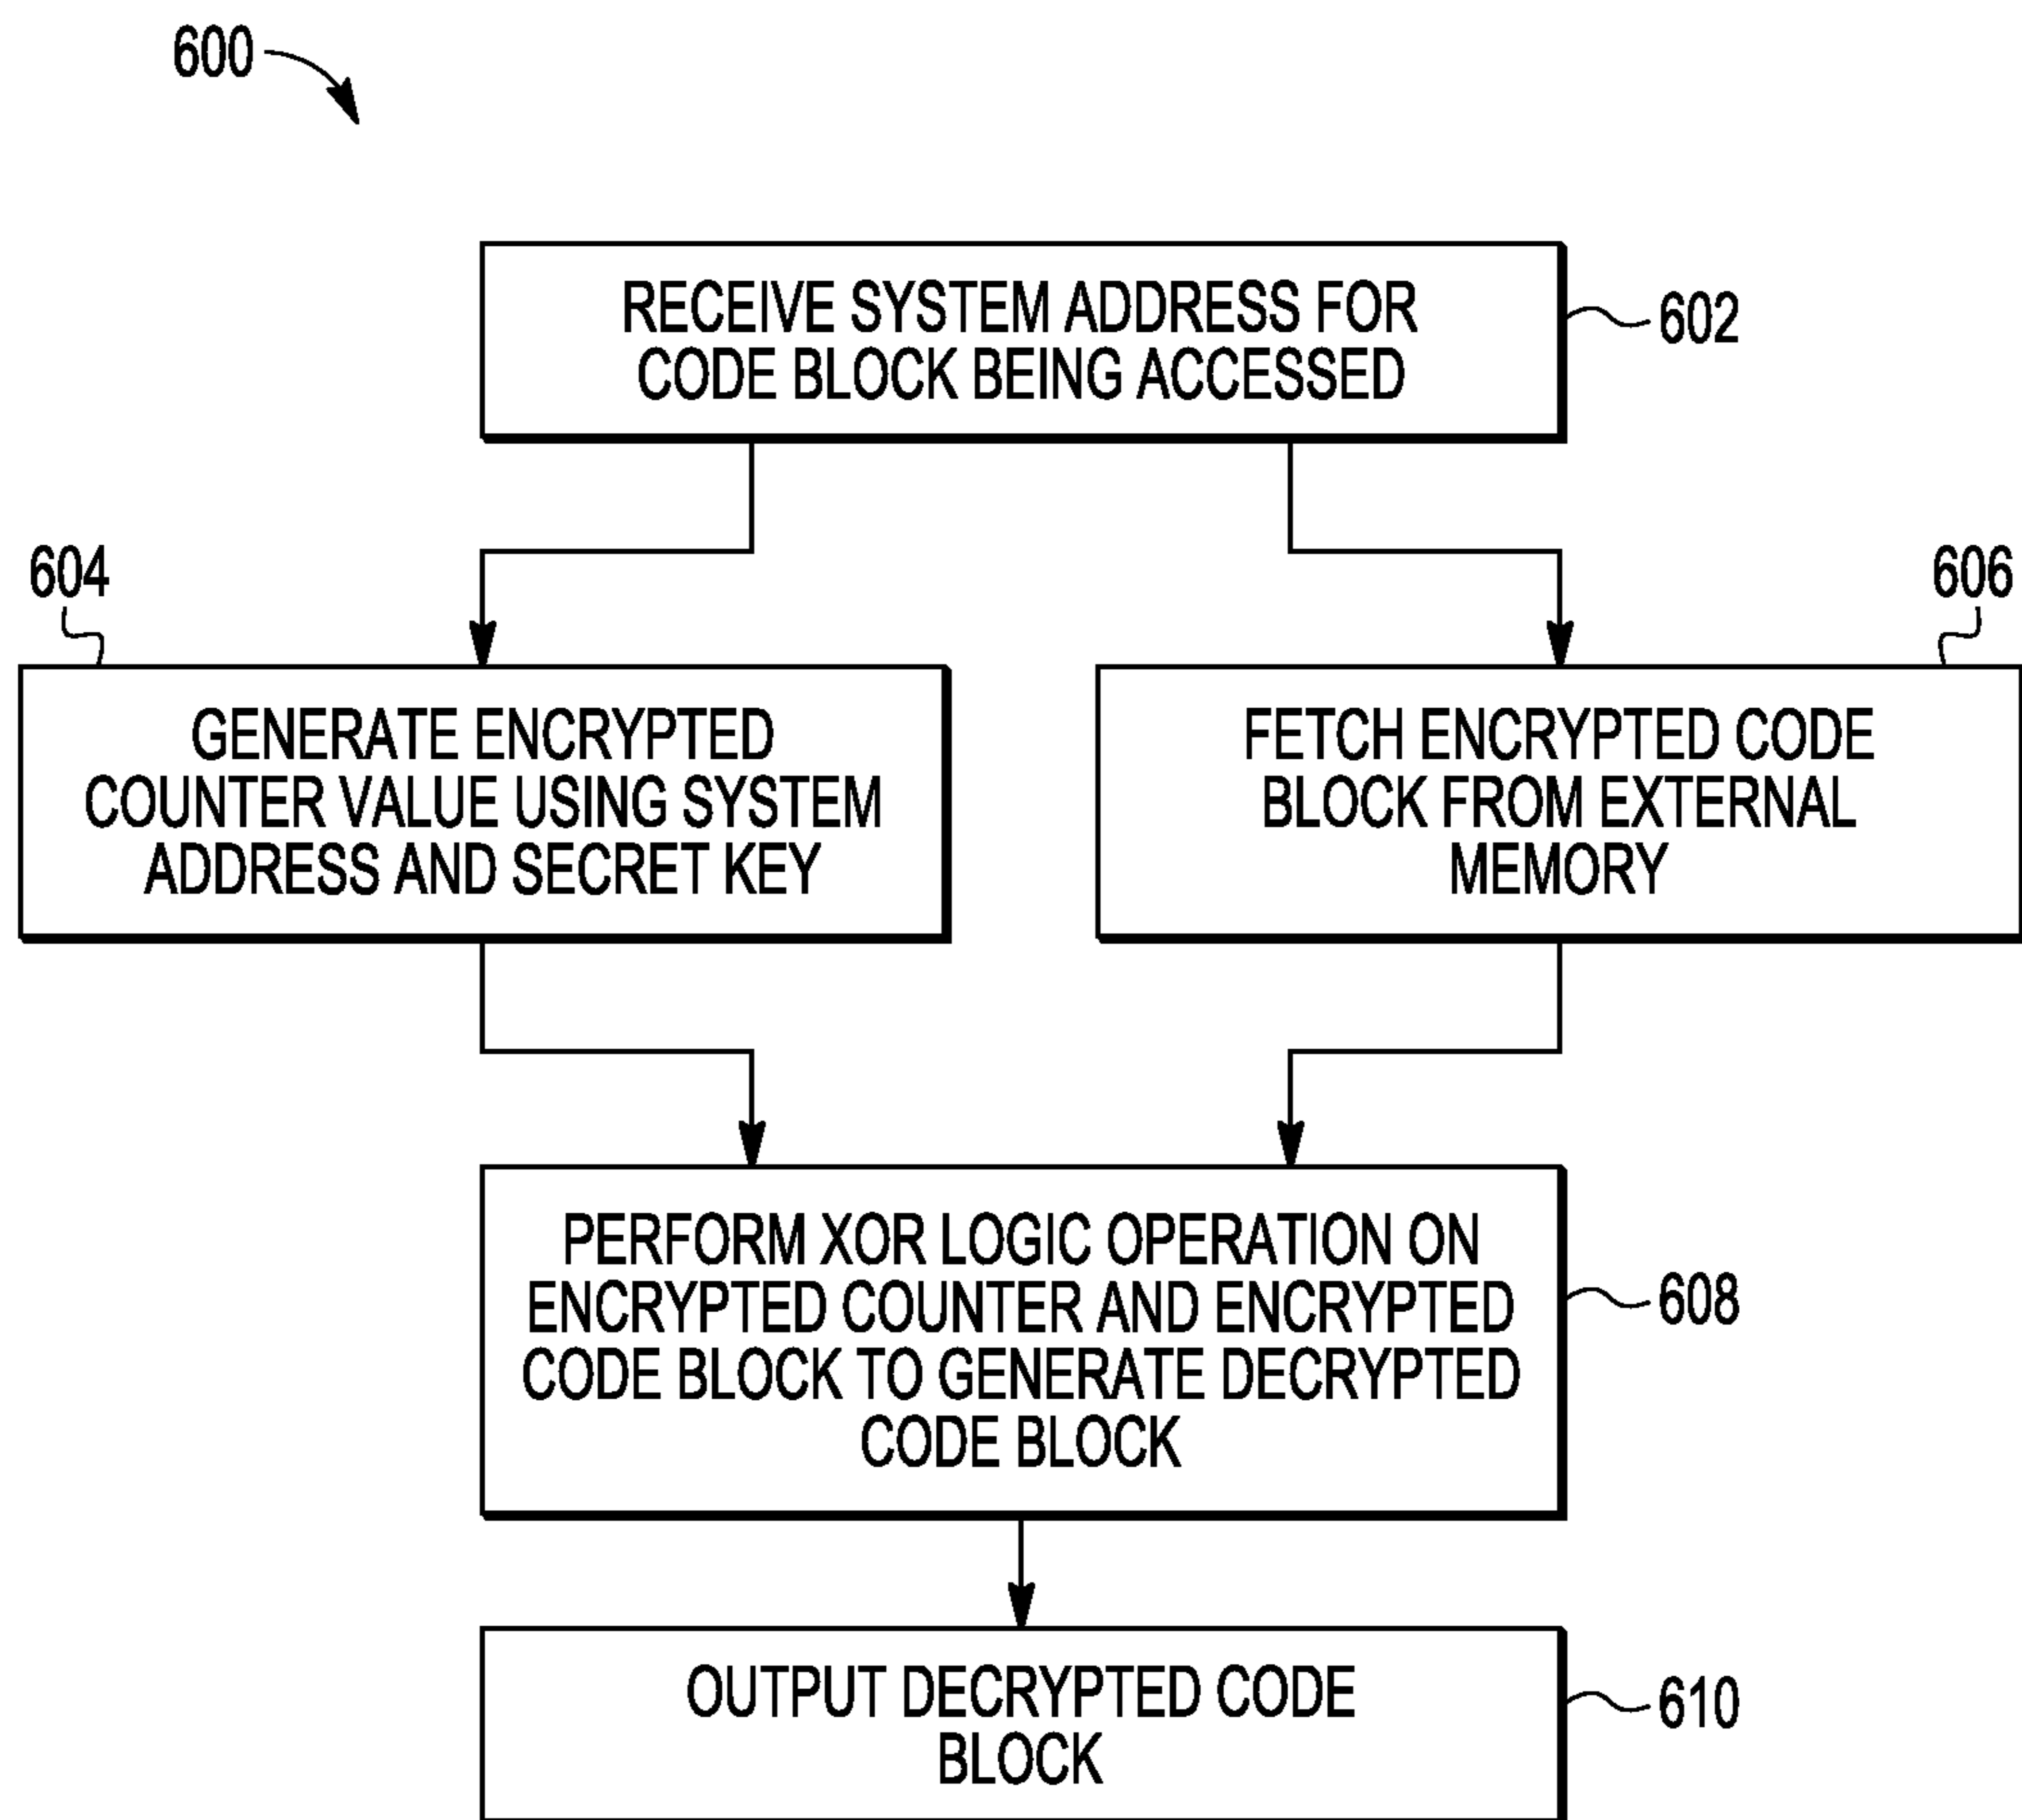 600
RECEIVE SYSTEM ADDRESS FOR
CODE BLOCK BEING ACCESSED
602
604
GENERATE ENCRYPTED
COUNTER VALUE USING SYSTEM
ADDRESS AND SECRET KEY
606
FETCH ENCRYPTED CODE
BLOCK FROM EXTERNAL
MEMORY
PERFORM XOR LOGIC OPERATION ON
ENCRYPTED COUNTER AND ENCRYPTED
CODE BLOCK TO GENERATE DECRYPTED
CODE BLOCK
608
OUTPUT DECRYPTED CODE
BLOCK
610